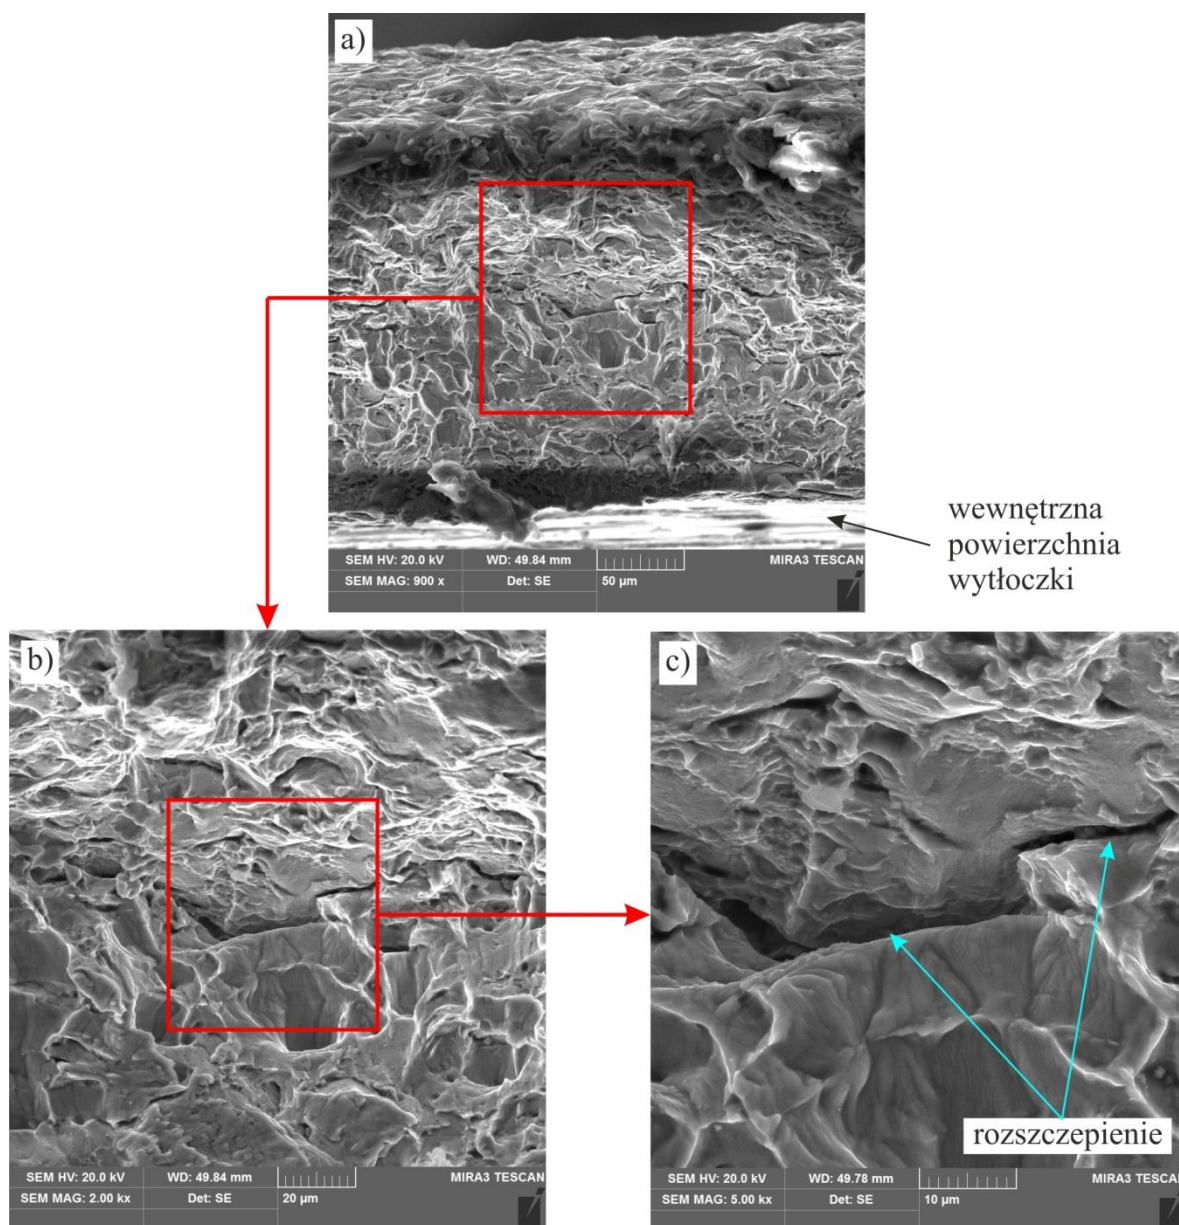 a)
wewnętrzna
powierzchnia
wytłoczki
SEM HV: 20.0 kV WD: 49.84 mm MIRA3 TESCAN
SEM MAG: 900 x Det: SE 50 µm
b)
SEM HV: 20.0 kV WD: 49.84 mm MIRA3 TESCAN
SEM MAG: 2.00 kx Det: SE 20 µm
c)
rozszczepienie
SEM HV: 20.0 kV WD: 49.78 mm MIRA3 TESCAN
SEM MAG: 5.00 kx Det: SE 10 µm